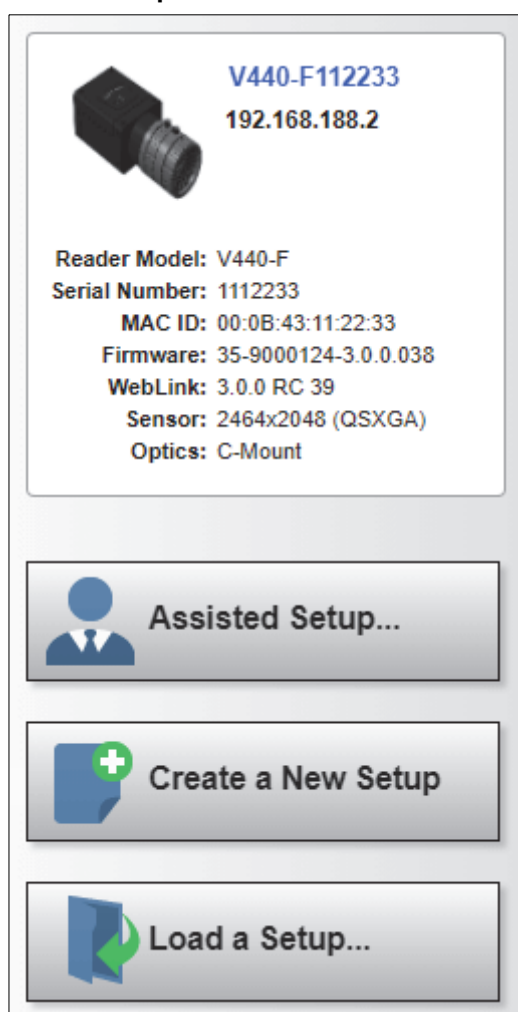 V440-F112233
192.168.188.2
Reader Model: V440-F
Serial Number: 1112233
MAC ID: 00:0B:43:11:22:33
Firmware: 35-9000124-3.0.0.038
WebLink: 3.0.0 RC 39
Sensor: 2464x2048 (QSXGA)
Optics: C-Mount
Assisted Setup...
Create a New Setup
Load a Setup...